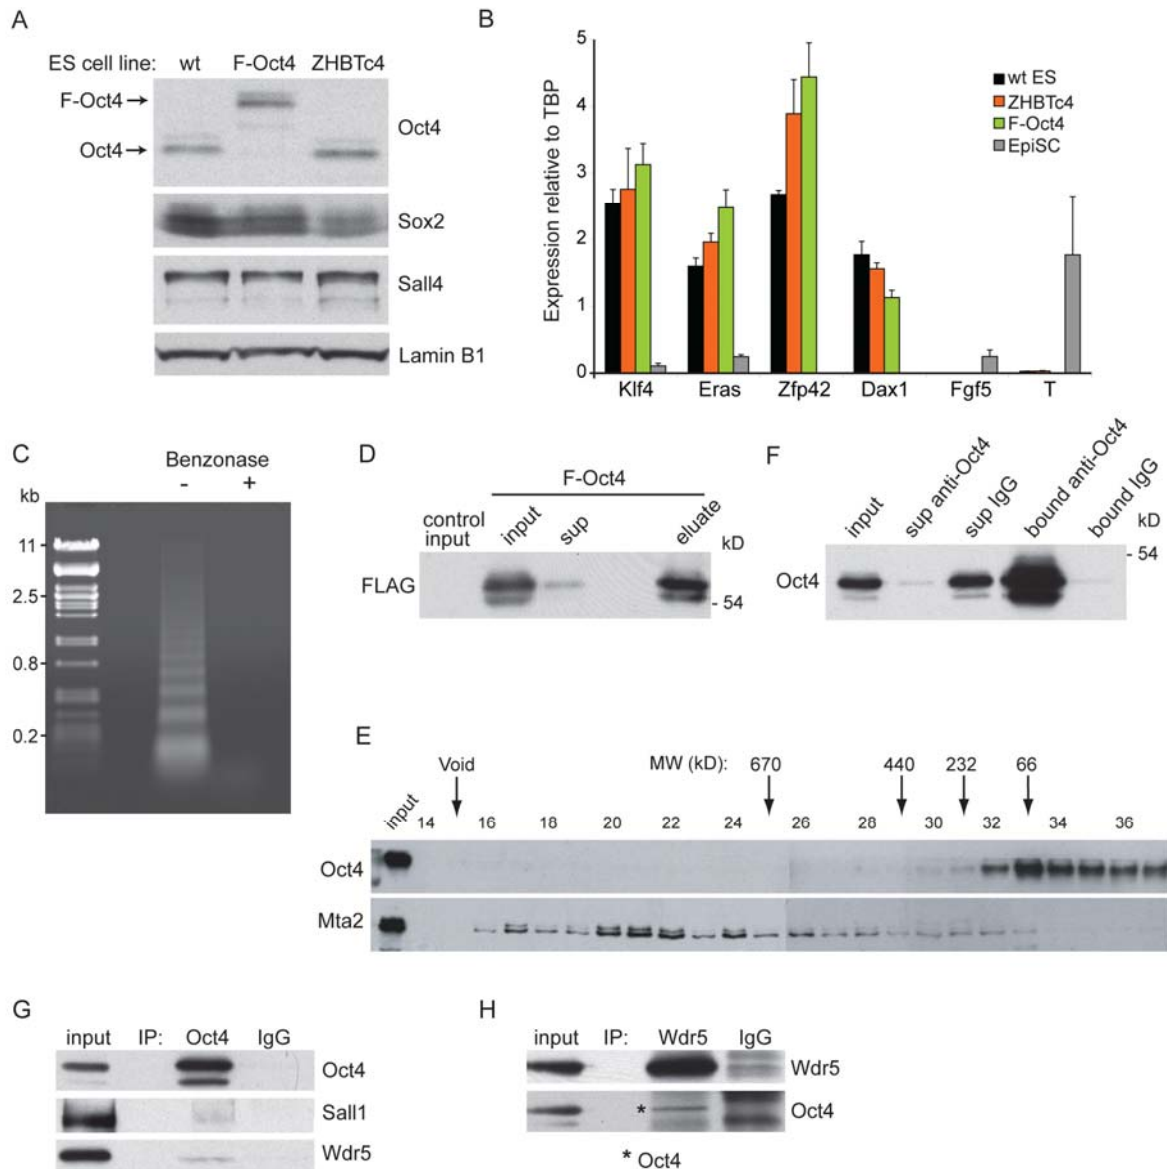 A
ES cell line: wt F-Oct4 ZHBTc4
F-Oct4
Oct4
Oct4
Sox2
Sall4
Lamin B1
B
Expression relative to TBP
5
4
3
2
1
0
wt ES
ZHBTc4
F-Oct4
EpiSC
Klf4 Eras Zfp42 Dax1 Fgf5 T
C
Benzonase
kb - +
11
2.5
0.8
0.2
D
F-Oct4
control input input sup eluate
kD
FLAG
- 54
F
input sup anti-Oct4 sup IgG bound anti-Oct4 bound IgG
kD
54
Oct4
E
Void MW (kD): 670 440 232 66
input 14 16 18 20 22 24 26 28 30 32 34 36
Oct4
Mta2
G
input IP: Oct4 IgG
Oct4
Sall1
Wdr5
H
input IP: Wdr5 IgG
Wdr5
* Oct4
* Oct4